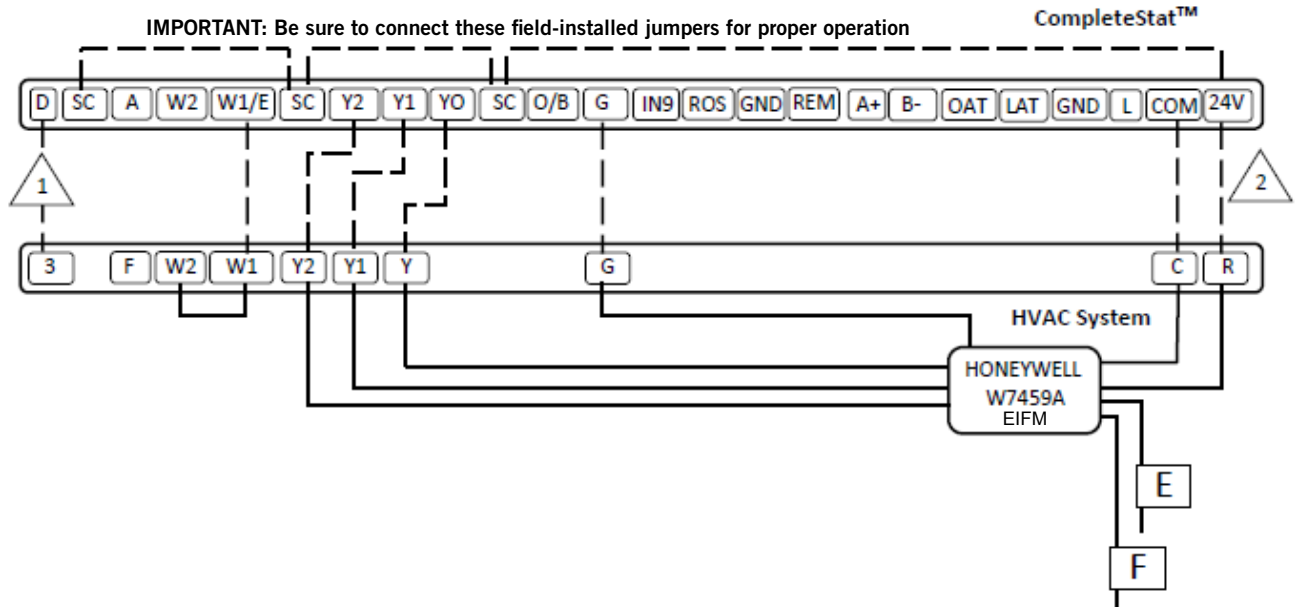 CompleteStat™
IMPORTANT: Be sure to connect these field-installed jumpers for proper operation
D SC A W2 W1/E SC Y2 Y1 YO SC O/B G IN9 ROS GND REM A+ B- OAT LAT GND L COM 24V
1 2
3 F W2 W1 Y2 Y1 Y G C R
HVAC System
HONEYWELL
W7459A
EIFM
E
F